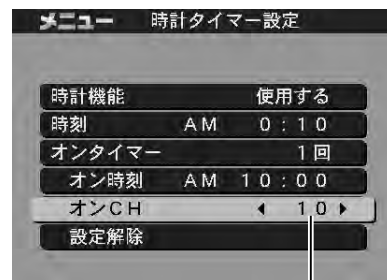 メニュー 時計タイマー設定
時計機能 使用する
時刻 AM 0:10
オンタイマー 1回
オン時刻 AM 10:00
オンCH ◀ 10 ▶
設定解除